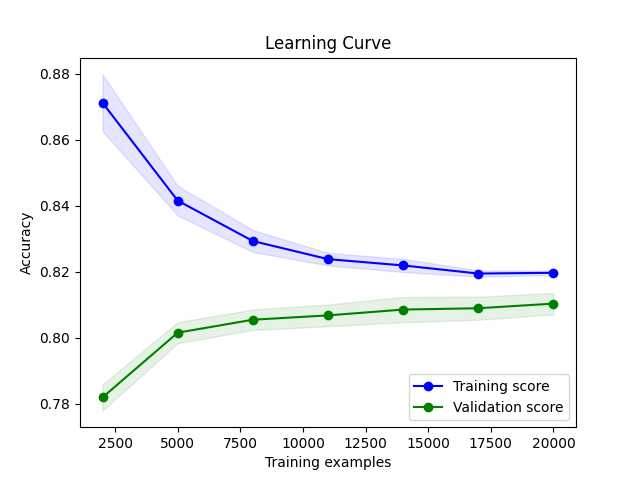 Learning Curve
0.88
0.86
0.84
0.82
0.80
0.78
Accuracy
Training score
Validation score
2500 5000 7500 10000 12500 15000 17500 20000
Training examples